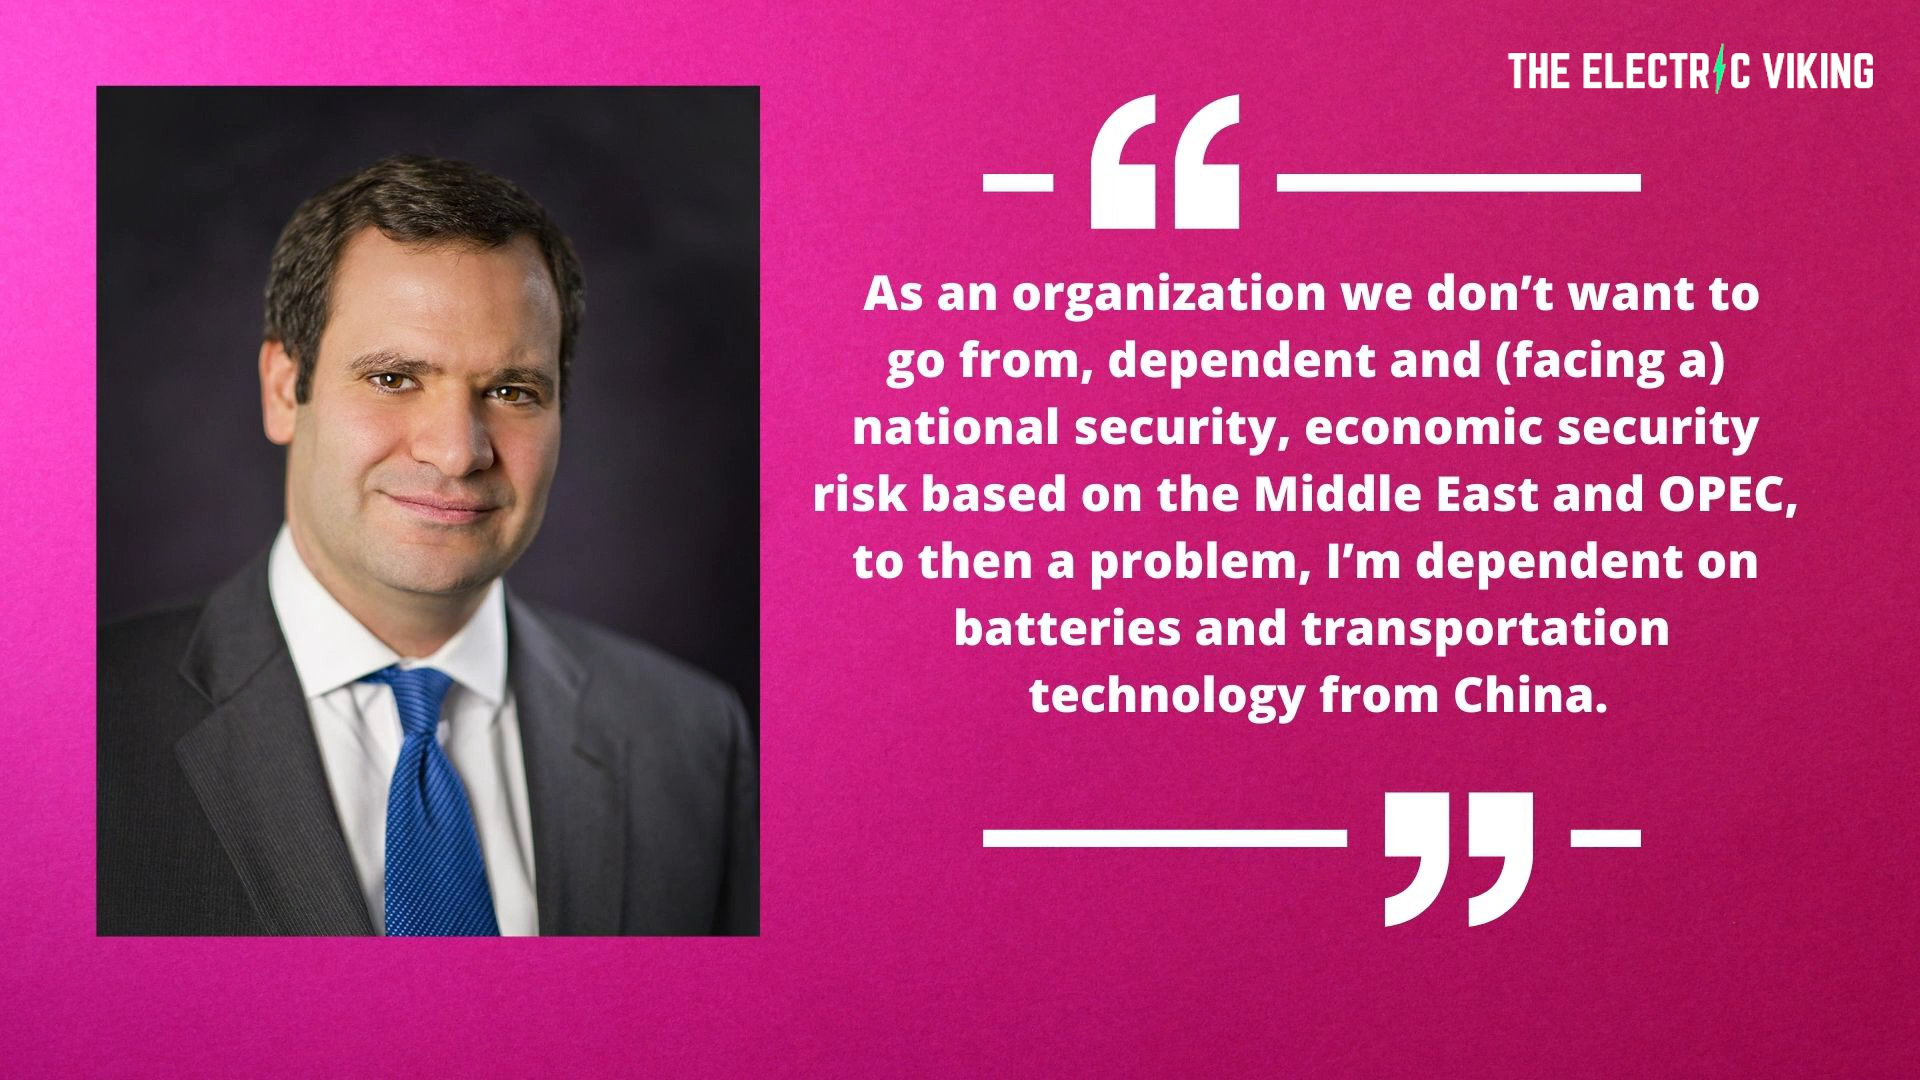 THE ELECTRIC VIKING
“
As an organization we don’t want to
go from, dependent and (facing a)
national security, economic security
risk based on the Middle East and OPEC,
to then a problem, I’m dependent on
batteries and transportation
technology from China.
”